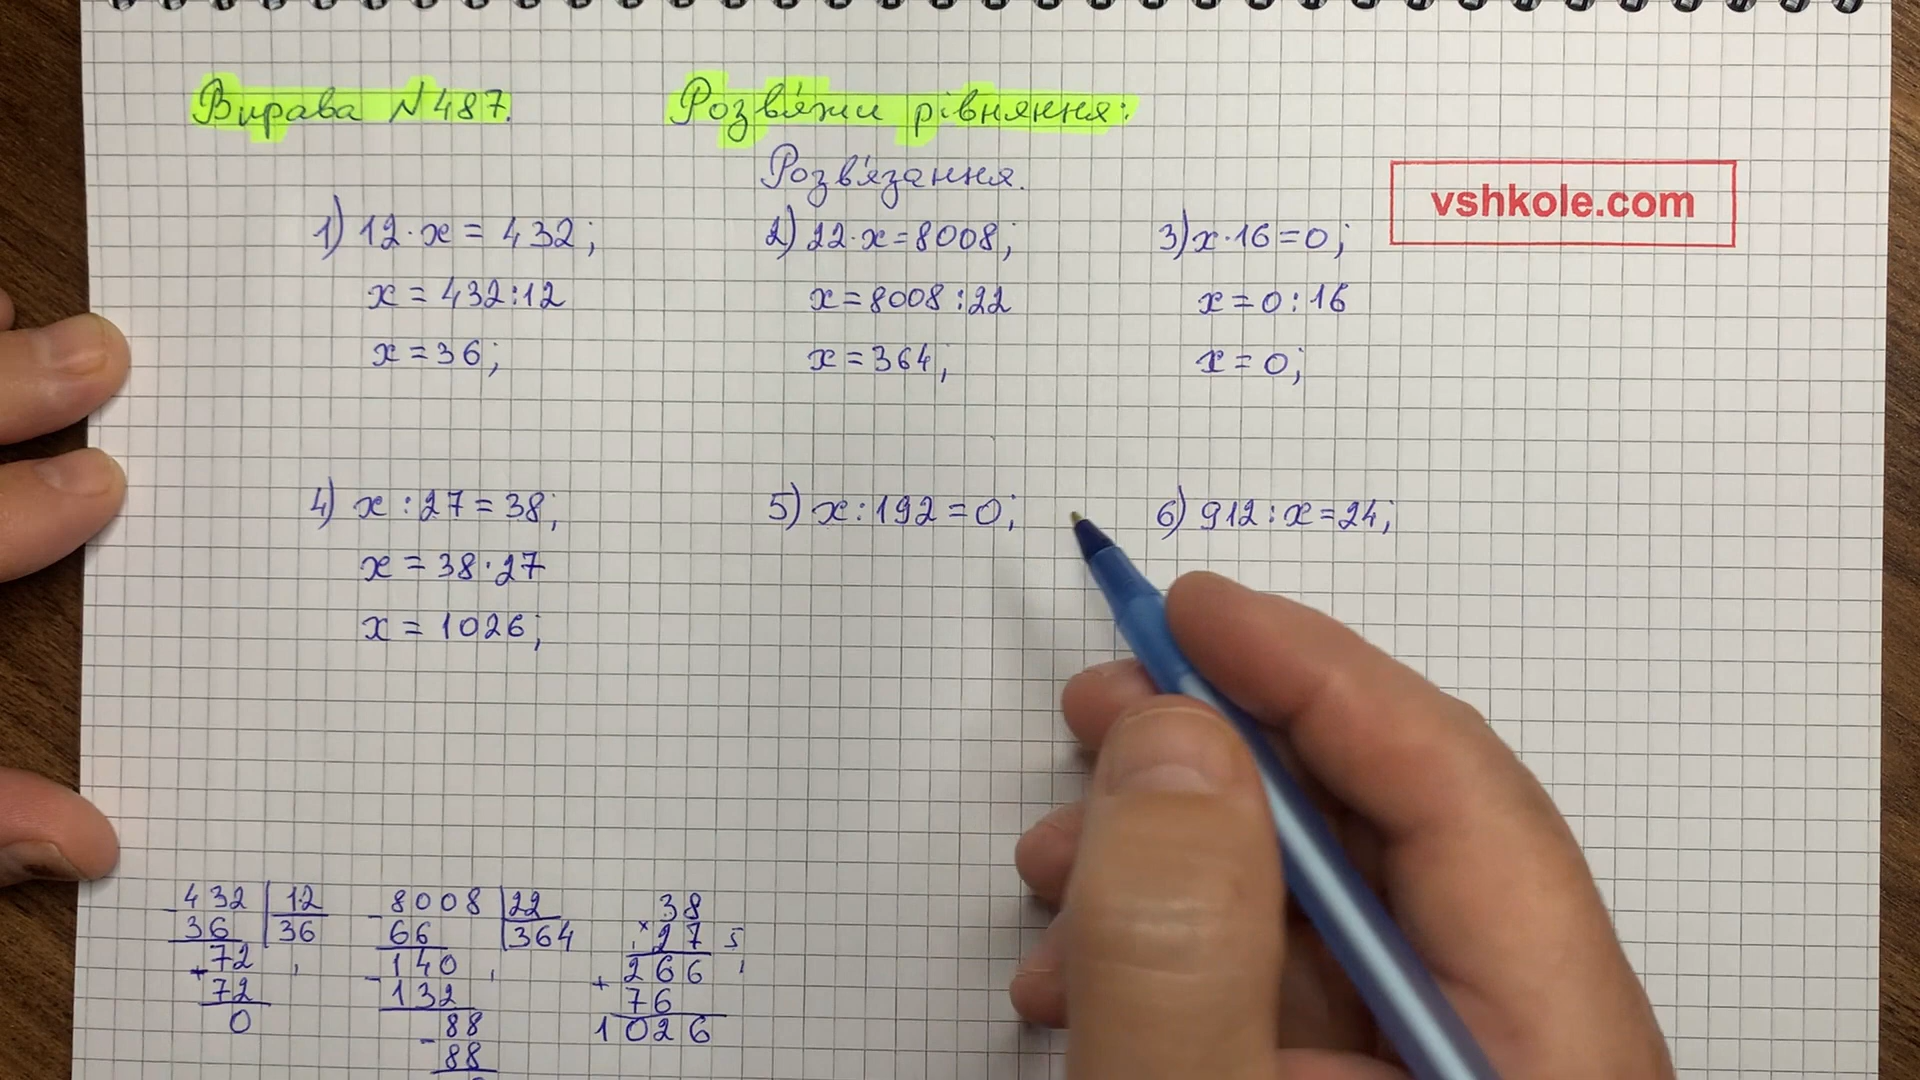 Вправа N487. Розв'яжи рівняння:
Розв'язання.
vshkole.com
1) 12·x = 432;
x = 432:12
x = 36;
2) 22·x = 8008;
x = 8008:22
x = 364;
3) x·16 = 0;
x = 0:16
x = 0;
4) x:27 = 38;
x = 38·27
x = 1026;
5) x:192 = 0;
6) 912:x = 24;
432 | 12
- 36 | 36
72 ,
+ 72
0
8008 | 22
- 66 | 364
140 ,
- 132
88
- 88
38
× 27 5
266
+ 76
1026